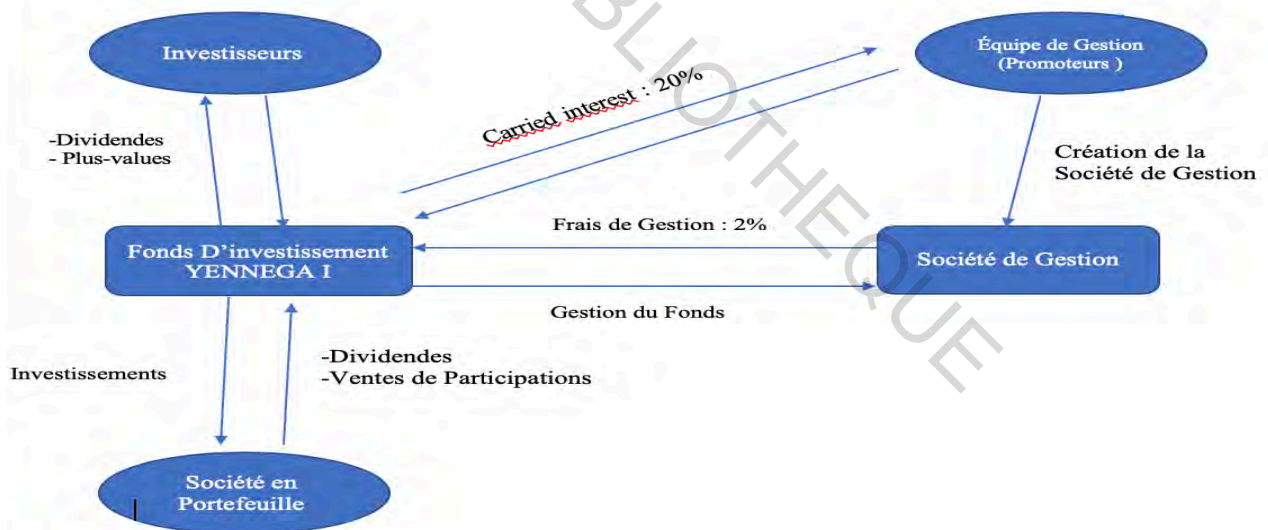 Investisseurs
Équipe de Gestion
(Promoteurs )
Carried interest : 20%
-Dividendes
- Plus-values
Création de la
Société de Gestion
Frais de Gestion : 2%
Fonds D’investissement
YENNEGA I
Société de Gestion
Gestion du Fonds
Investissements
-Dividendes
-Ventes de Participations
Société en
Portefeuille
BLIOTHEQUE